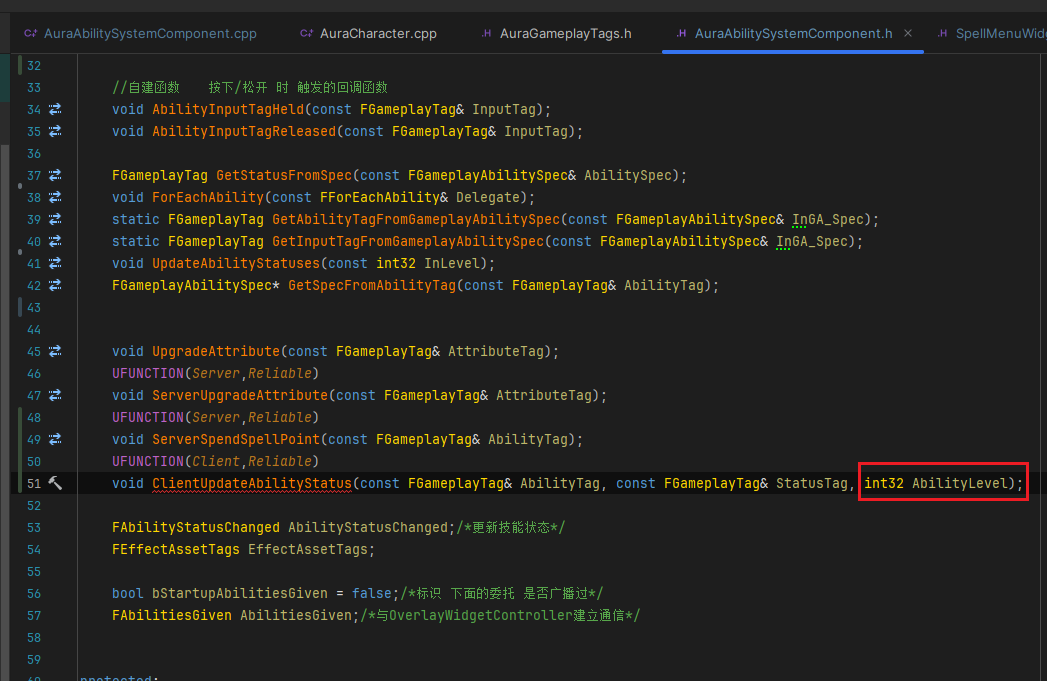 AuraAbilitySystemComponent.cpp AuraCharacter.cpp AuraGameplayTags.h AuraAbilitySystemComponent.h
32
33 //自建函数 按下/松开 时 触发的回调函数
34 void AbilityInputTagHeld(const FGameplayTag& InputTag);
35 void AbilityInputTagReleased(const FGameplayTag& InputTag);
36
37 FGameplayTag GetStatusFromSpec(const FGameplayAbilitySpec& AbilitySpec);
38 void ForEachAbility(const FForEachAbility& Delegate);
39 static FGameplayTag GetAbilityTagFromGameplayAbilitySpec(const FGameplayAbilitySpec& InGA_Spec);
40 static FGameplayTag GetInputTagFromGameplayAbilitySpec(const FGameplayAbilitySpec& InGA_Spec);
41 void UpdateAbilityStatuses(const int32 InLevel);
42 FGameplayAbilitySpec* GetSpecFromAbilityTag(const FGameplayTag& AbilityTag);
43
44
45 void UpgradeAttribute(const FGameplayTag& AttributeTag);
46 UFUNCTION(Server,Reliable)
47 void ServerUpgradeAttribute(const FGameplayTag& AttributeTag);
48 UFUNCTION(Server,Reliable)
49 void ServerSpendSpellPoint(const FGameplayTag& AbilityTag);
50 UFUNCTION(Client,Reliable)
51 void ClientUpdateAbilityStatus(const FGameplayTag& AbilityTag, const FGameplayTag& StatusTag, int32 AbilityLevel);
52
53 FAbilityStatusChanged AbilityStatusChanged;/*更新技能状态*/
54 FEffectAssetTags EffectAssetTags;
55
56 bool bStartupAbilitiesGiven = false;/*标识 下面的委托 是否广播过*/
57 FAbilitiesGiven AbilitiesGiven;/*与OverlayWidgetController建立通信*/
58
59